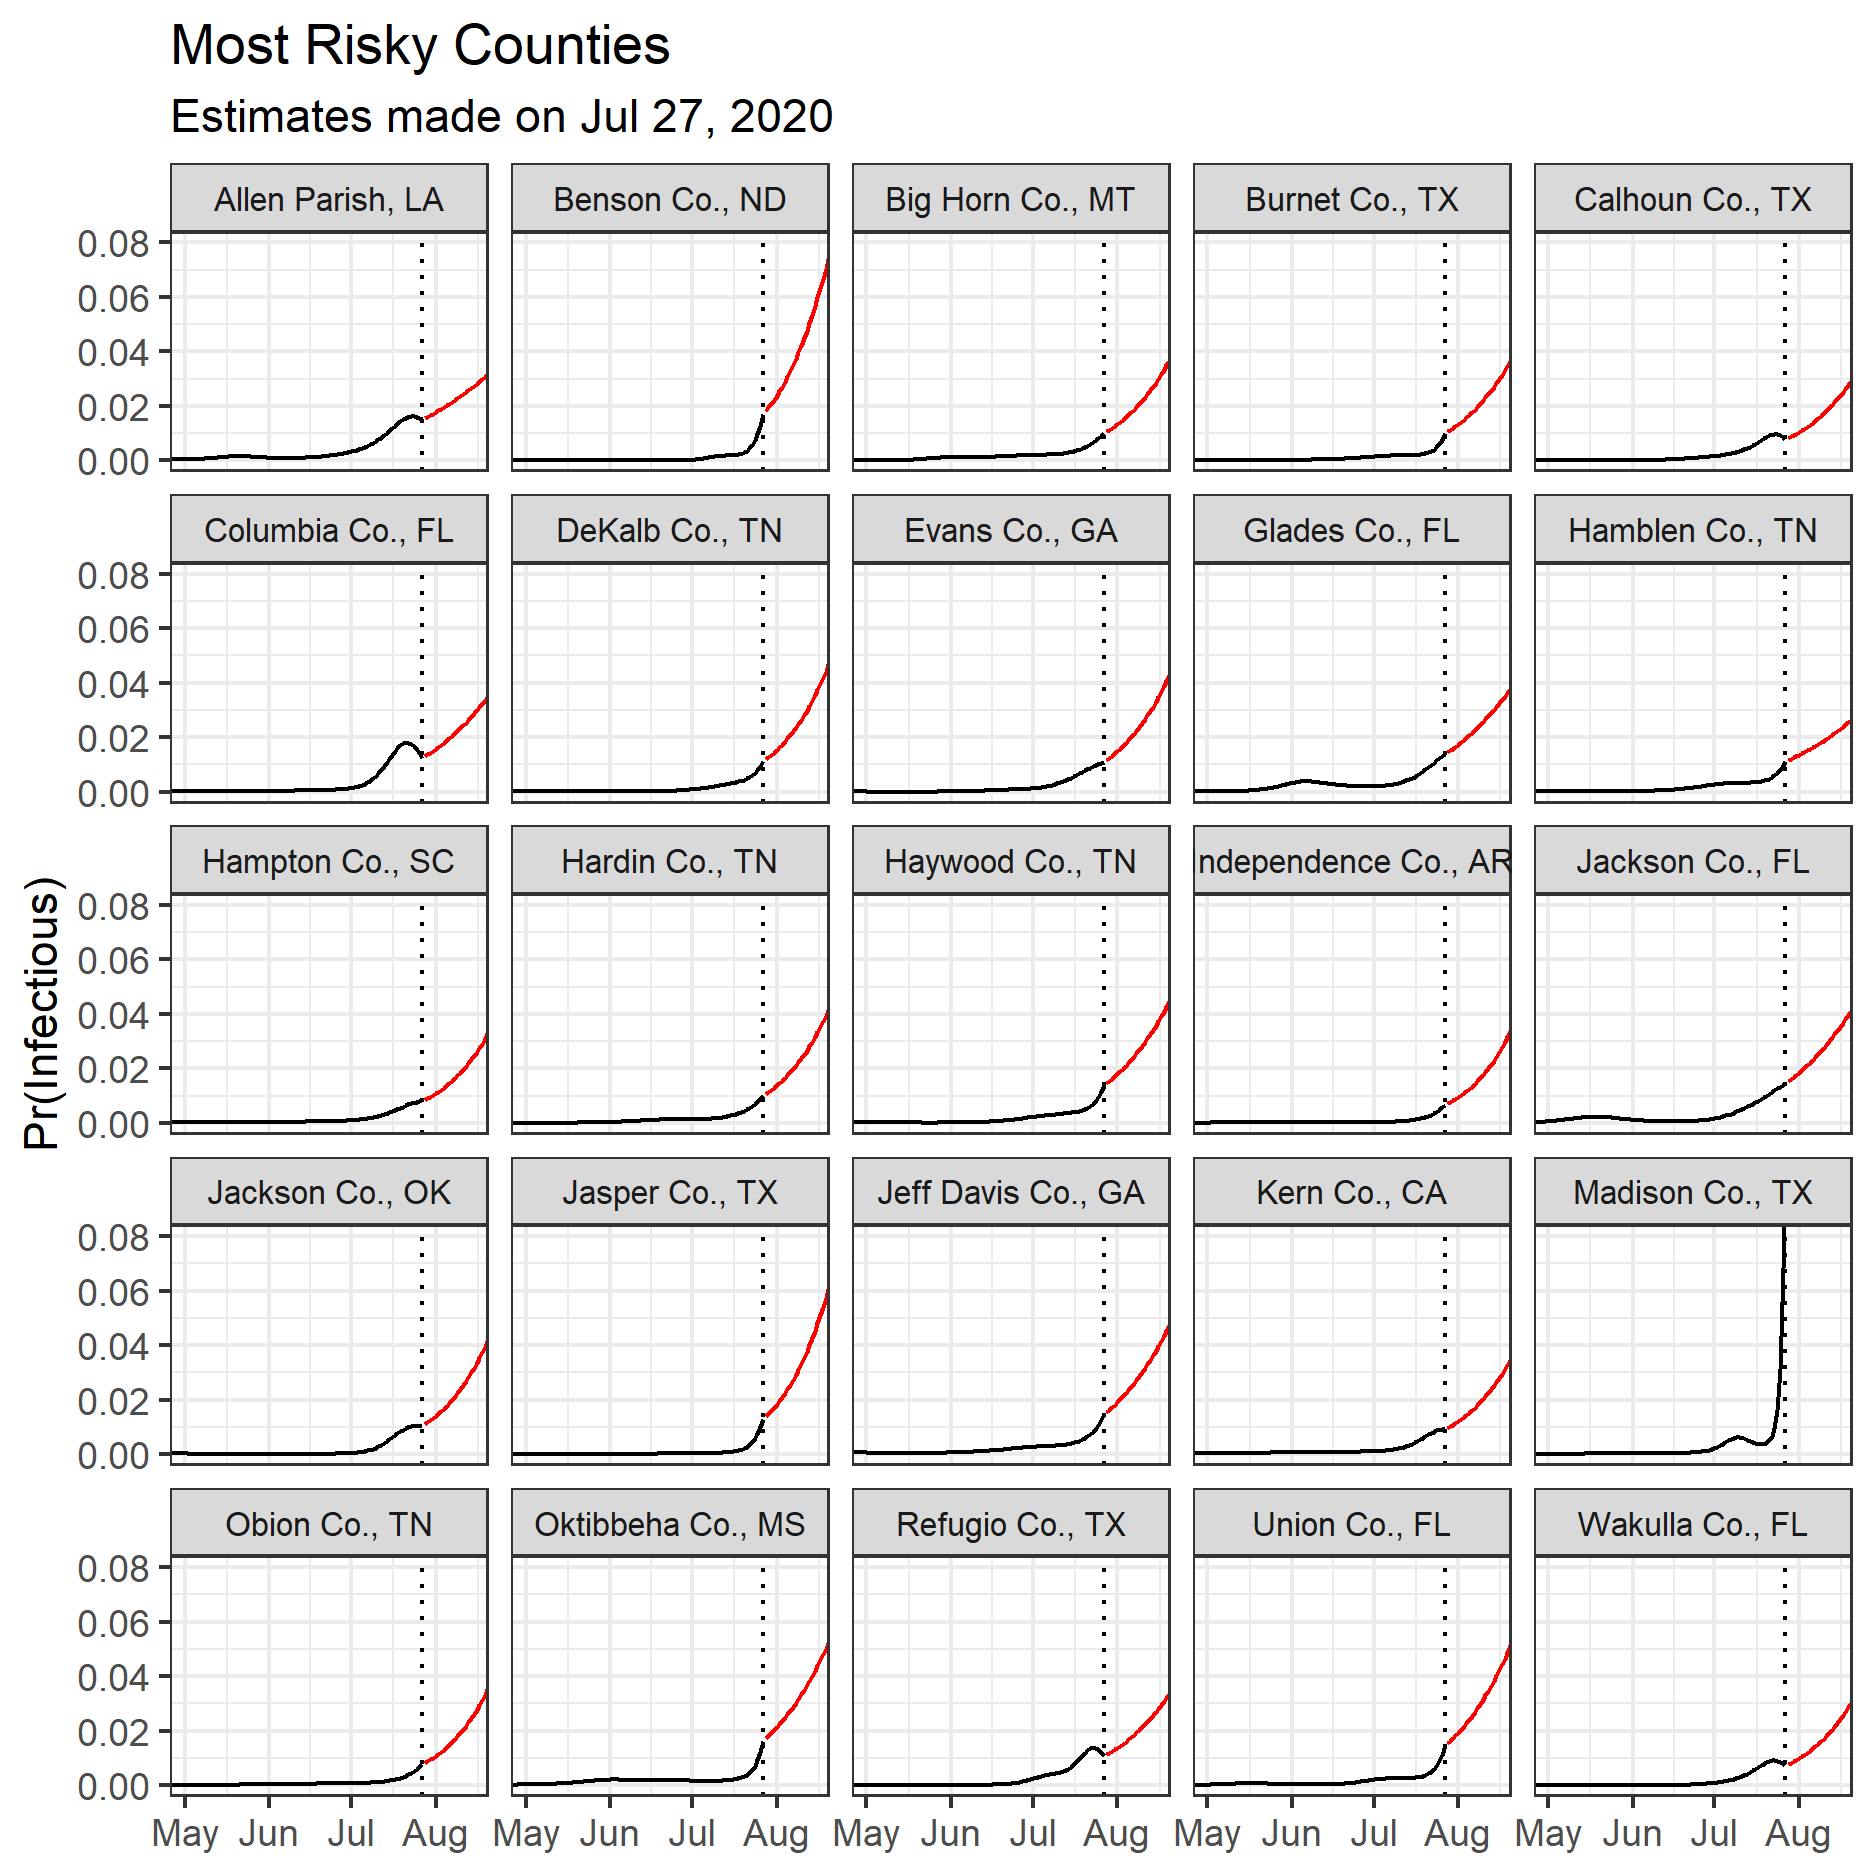 Most Risky Counties
Estimates made on Jul 27, 2020
Allen Parish, LA
Benson Co., ND
Big Horn Co., MT
Burnet Co., TX
Calhoun Co., TX
0.08
0.06
0.04
0.02
0.00
Columbia Co., FL
DeKalb Co., TN
Evans Co., GA
Glades Co., FL
Hamblen Co., TN
0.08
0.06
0.04
0.02
0.00
Pr(Infectious)
Hampton Co., SC
Hardin Co., TN
Haywood Co., TN
Independence Co., AR
Jackson Co., FL
0.08
0.06
0.04
0.02
0.00
Jackson Co., OK
Jasper Co., TX
Jeff Davis Co., GA
Kern Co., CA
Madison Co., TX
0.08
0.06
0.04
0.02
0.00
Obion Co., TN
Oktibbeha Co., MS
Refugio Co., TX
Union Co., FL
Wakulla Co., FL
0.08
0.06
0.04
0.02
0.00
May Jun Jul Aug May Jun Jul Aug May Jun Jul Aug May Jun Jul Aug May Jun Jul Aug